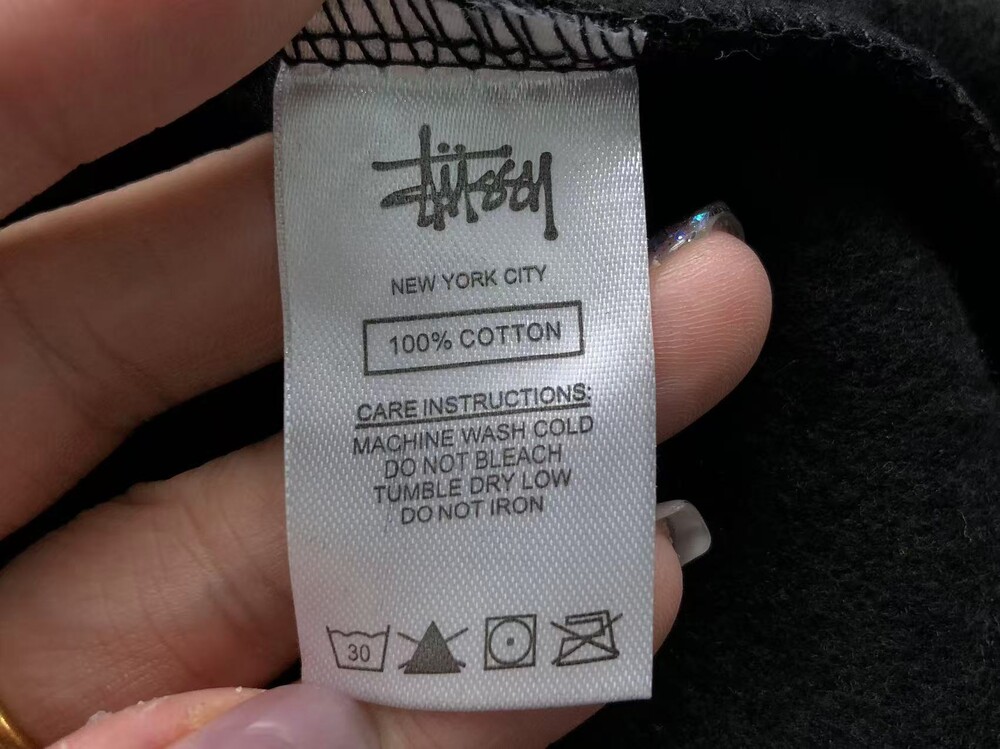 Stüssy
NEW YORK CITY
100% COTTON
CARE INSTRUCTIONS:
MACHINE WASH COLD
DO NOT BLEACH
TUMBLE DRY LOW
DO NOT IRON
30